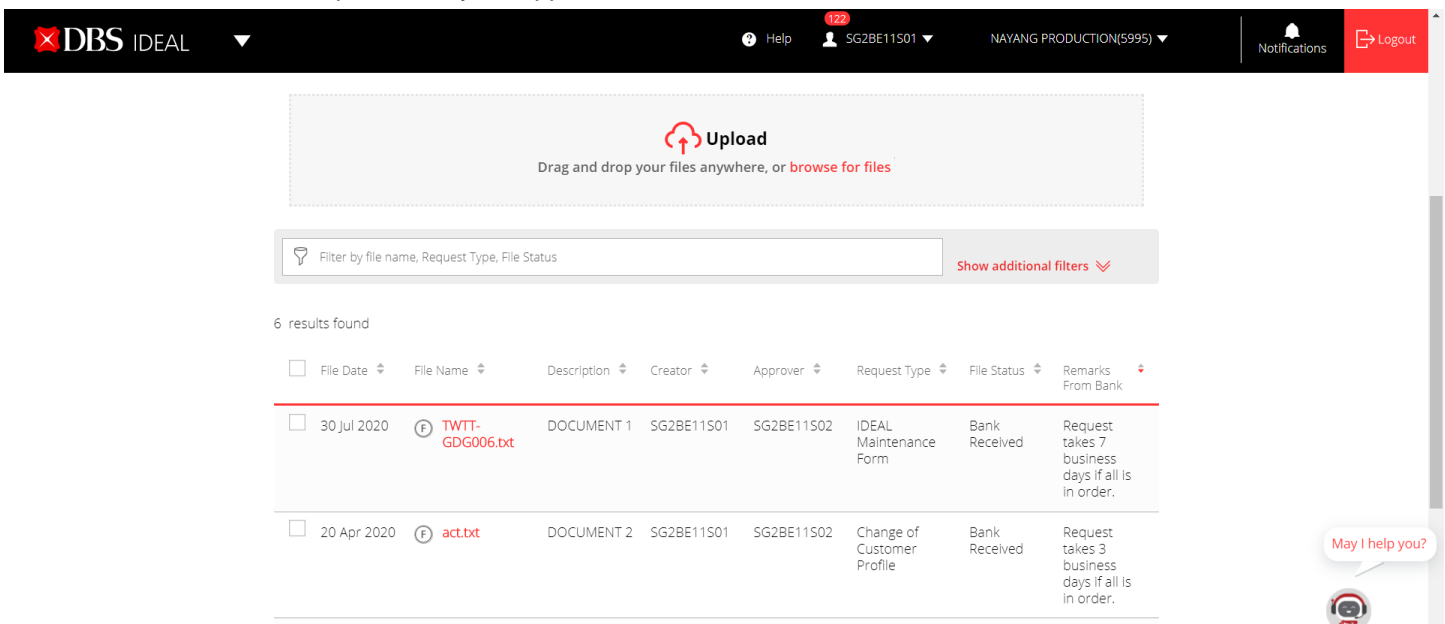 122
DBS IDEAL
Help
SG2BE11S01
NAYANG PRODUCTION(5995)
Notifications
Logout
Upload
Drag and drop your files anywhere, or browse for files
Filter by file name, Request Type, File Status
Show additional filters
6 results found
File Date File Name Description Creator Approver Request Type File Status Remarks
From Bank
30 Jul 2020 F TWTT- DOCUMENT 1 SG2BE11S01 SG2BE11S02 IDEAL Bank Request
GDG006.txt Maintenance Received takes 7
Form business
days if all is
in order.
20 Apr 2020 F act.txt DOCUMENT 2 SG2BE11S01 SG2BE11S02 Change of Bank Request
Customer Received takes 3
Profile business
days if all is
in order.
May I help you?